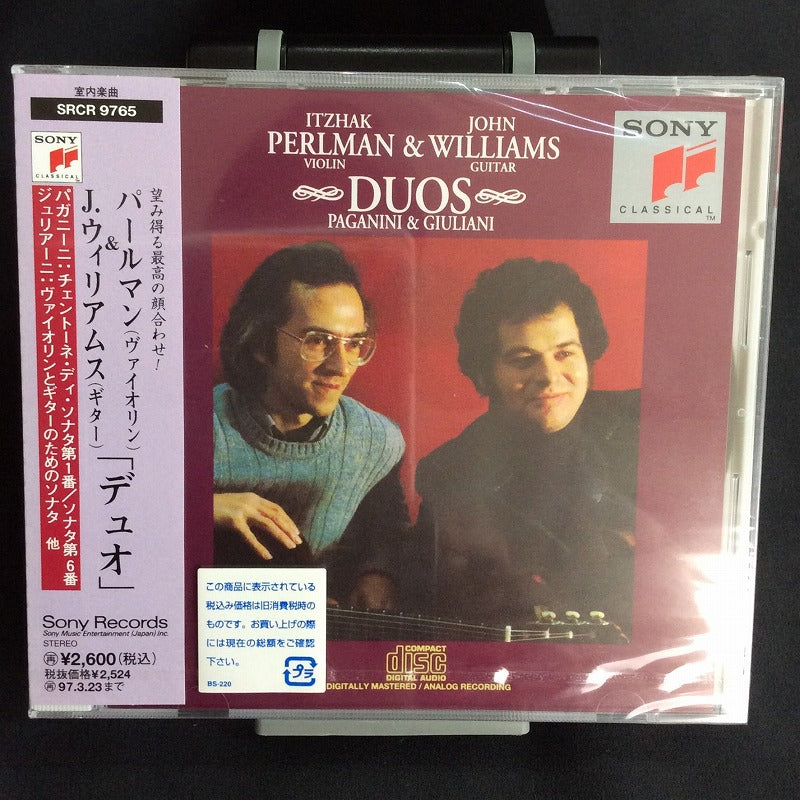 室内楽曲
SRCR 9765
SONY
CLASSICAL
望み得る最高の顔合わせ!
パールマン(ヴァイオリン)
&
J.ウィリアムス(ギター)
「デュオ」
パガニーニ:チェントーネ・ディ・ソナタ第1番/ソナタ第6番
ジュリアーニ:ヴァイオリンとギターのためのソナタ 他
Sony Records
Sony Music Entertainment (Japan) Inc.
STEREO
再¥2,600(税込)
税抜価格¥2,524
再97.3.23まで
ITZHAK JOHN
PERLMAN & WILLIAMS
VIOLIN GUITAR
DUOS
PAGANINI & GIULIANI
SONY
CLASSICAL
TM
この商品に表示されている
税込み価格は旧消費税時の
ものです。お買い上げの際
には現在の総額をご確認
下さい。
プラ
BS-220
COMPACT
disc
DIGITAL AUDIO
DIGITALLY MASTERED / ANALOG RECORDING